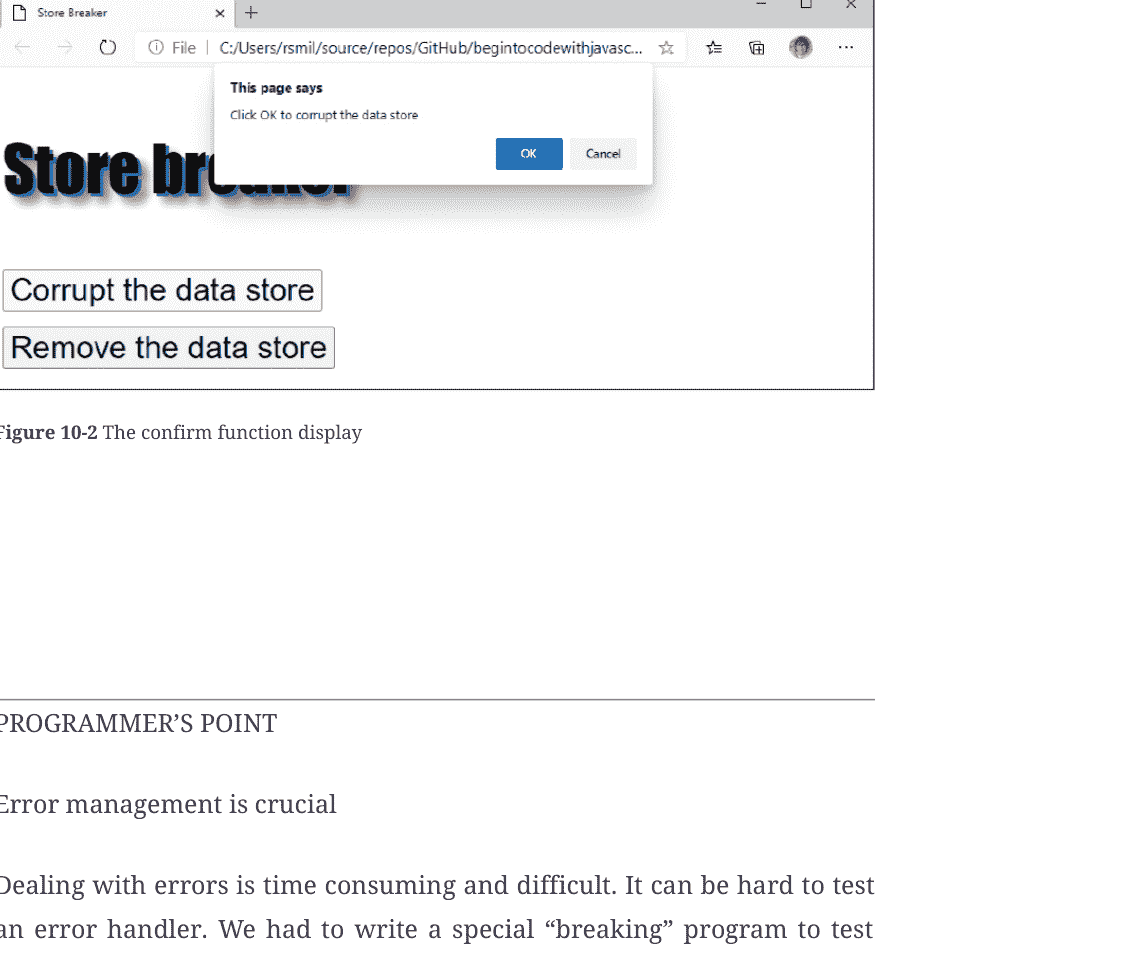 Store Breaker
File
C:/Users/rsmil/source/repos/GitHub/begintocodewithjavasc...
This page says
Click OK to corrupt the data store
OK Cancel
Store
Corrupt the data store
Remove the data store
Figure 10-2 The confirm function display
PROGRAMMER’S POINT
Error management is crucial
Dealing with errors is time consuming and difficult. It can be hard to test
an error handler. We had to write a special “breaking” program to test